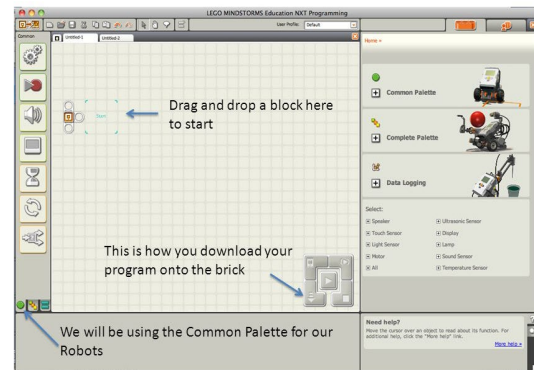 LEGO MINDSTORMS Education NXT Programming
User Profile: Default
Common
Untitled-1
Untitled-2
Home »
Start
Drag and drop a block here
to start
Common Palette
Complete Palette
Data Logging
Select:
Speaker
Ultrasonic Sensor
Touch Sensor
Display
Light Sensor
Lamp
Motor
Sound Sensor
All
Temperature Sensor
This is how you download your
program onto the brick
We will be using the Common Palette for our
Robots
Need help?
Move the cursor over an object to read about its function. For
additional help, click the "More help" link.
More help »